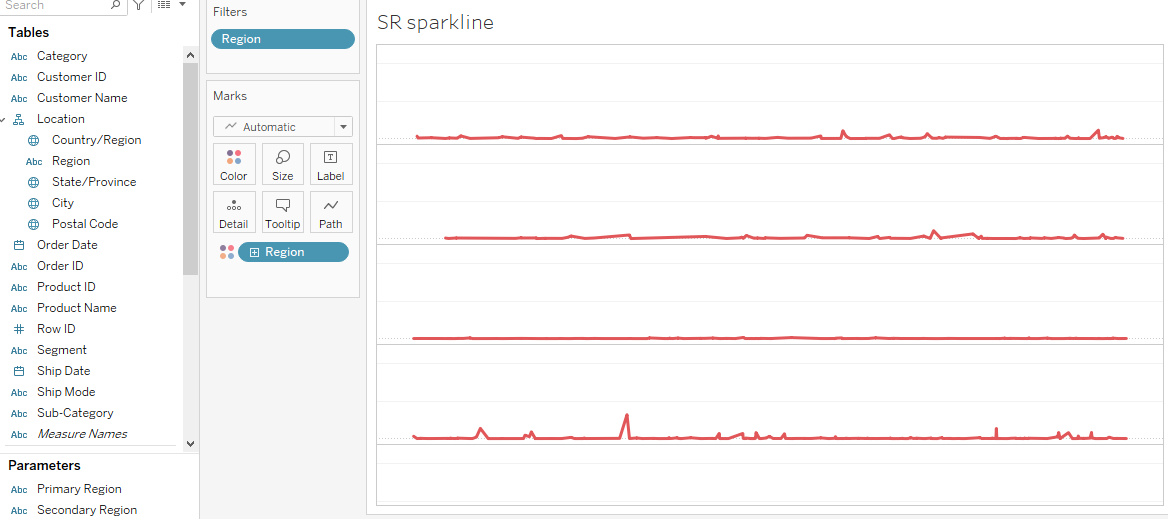 Search
Tables
Abc Category
Abc Customer ID
Abc Customer Name
Location
Country/Region
Abc Region
State/Province
City
Postal Code
Order Date
Abc Order ID
Abc Product ID
Abc Product Name
Row ID
Abc Segment
Ship Date
Abc Ship Mode
Abc Sub-Category
Abc Measure Names
Parameters
Abc Primary Region
Abc Secondary Region
Filters
Region
Marks
Automatic
Color Size Label
Detail Tooltip Path
Region
SR sparkline